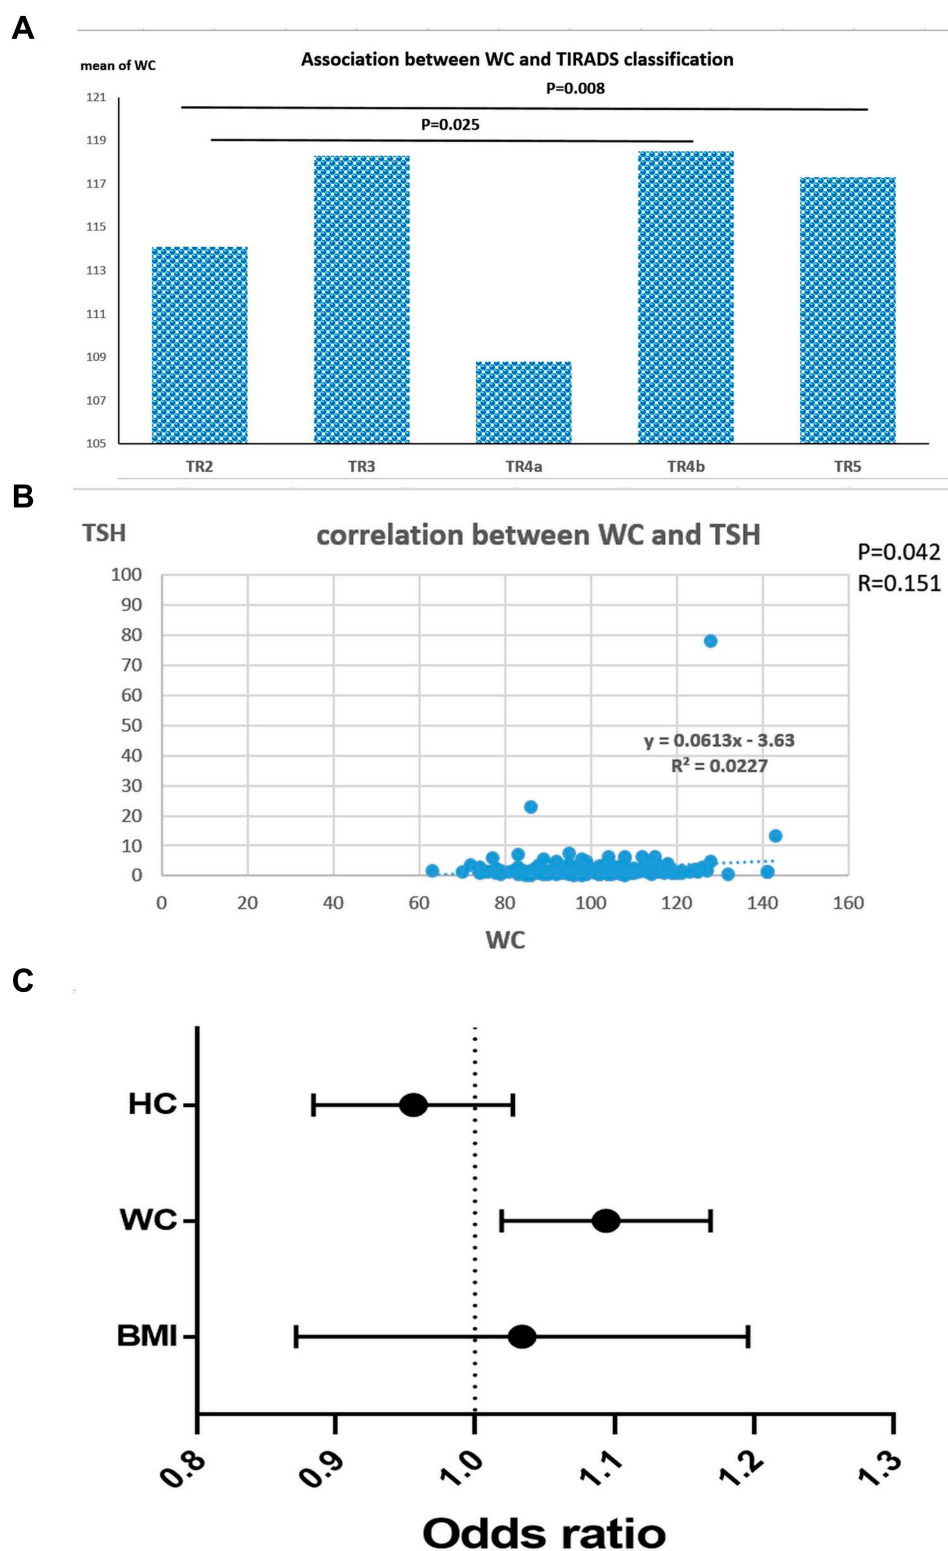 A
Association between WC and TIRADS classification
mean of WC
P=0.008
121
P=0.025
119
117
115
113
111
109
107
105
TR2 TR3 TR4a TR4b TR5
B
TSH correlation between WC and TSH
P=0.042
R=0.151
100
90
80
70
60
50
y = 0.0613x - 3.63
40
R² = 0.0227
30
20
10
0
0 20 40 60 80 100 120 140 160
WC
C
HC
WC
BMI
0.8 0.9 1.0 1.1 1.2 1.3
Odds ratio